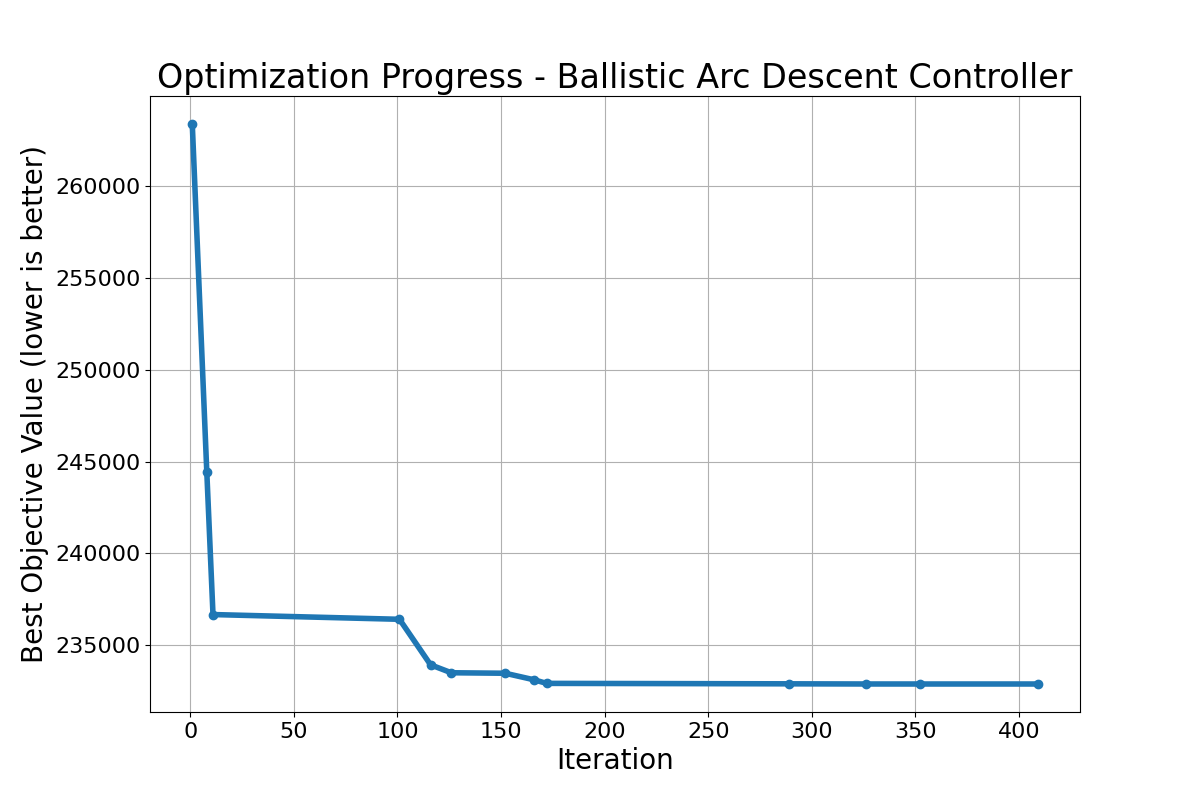 Optimization Progress - Ballistic Arc Descent Controller
Best Objective Value (lower is better)
260000
255000
250000
245000
240000
235000
0 50 100 150 200 250 300 350 400
Iteration